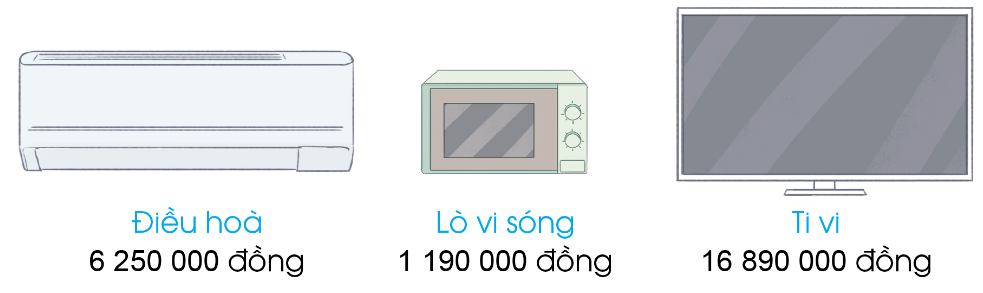 Điều hoà
6 250 000 đồng
Lò vi sóng
1 190 000 đồng
Ti vi
16 890 000 đồng